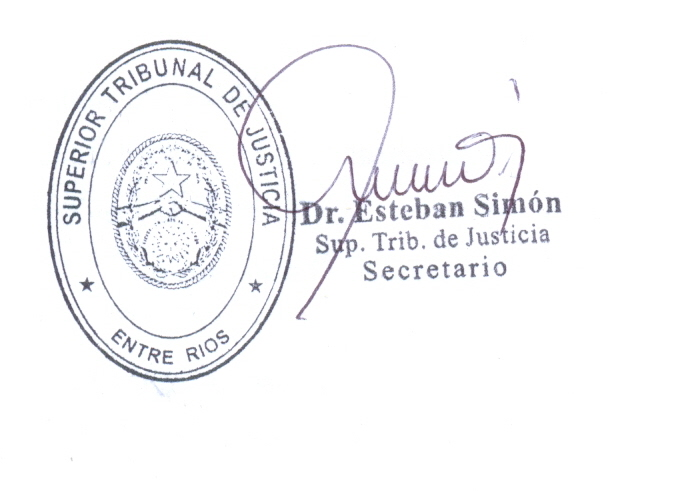 SUPERIOR TRIBUNAL DE JUSTICIA
ENTRE RIOS
Dr. Esteban Simón
Sup. Trib. de Justicia
Secretario